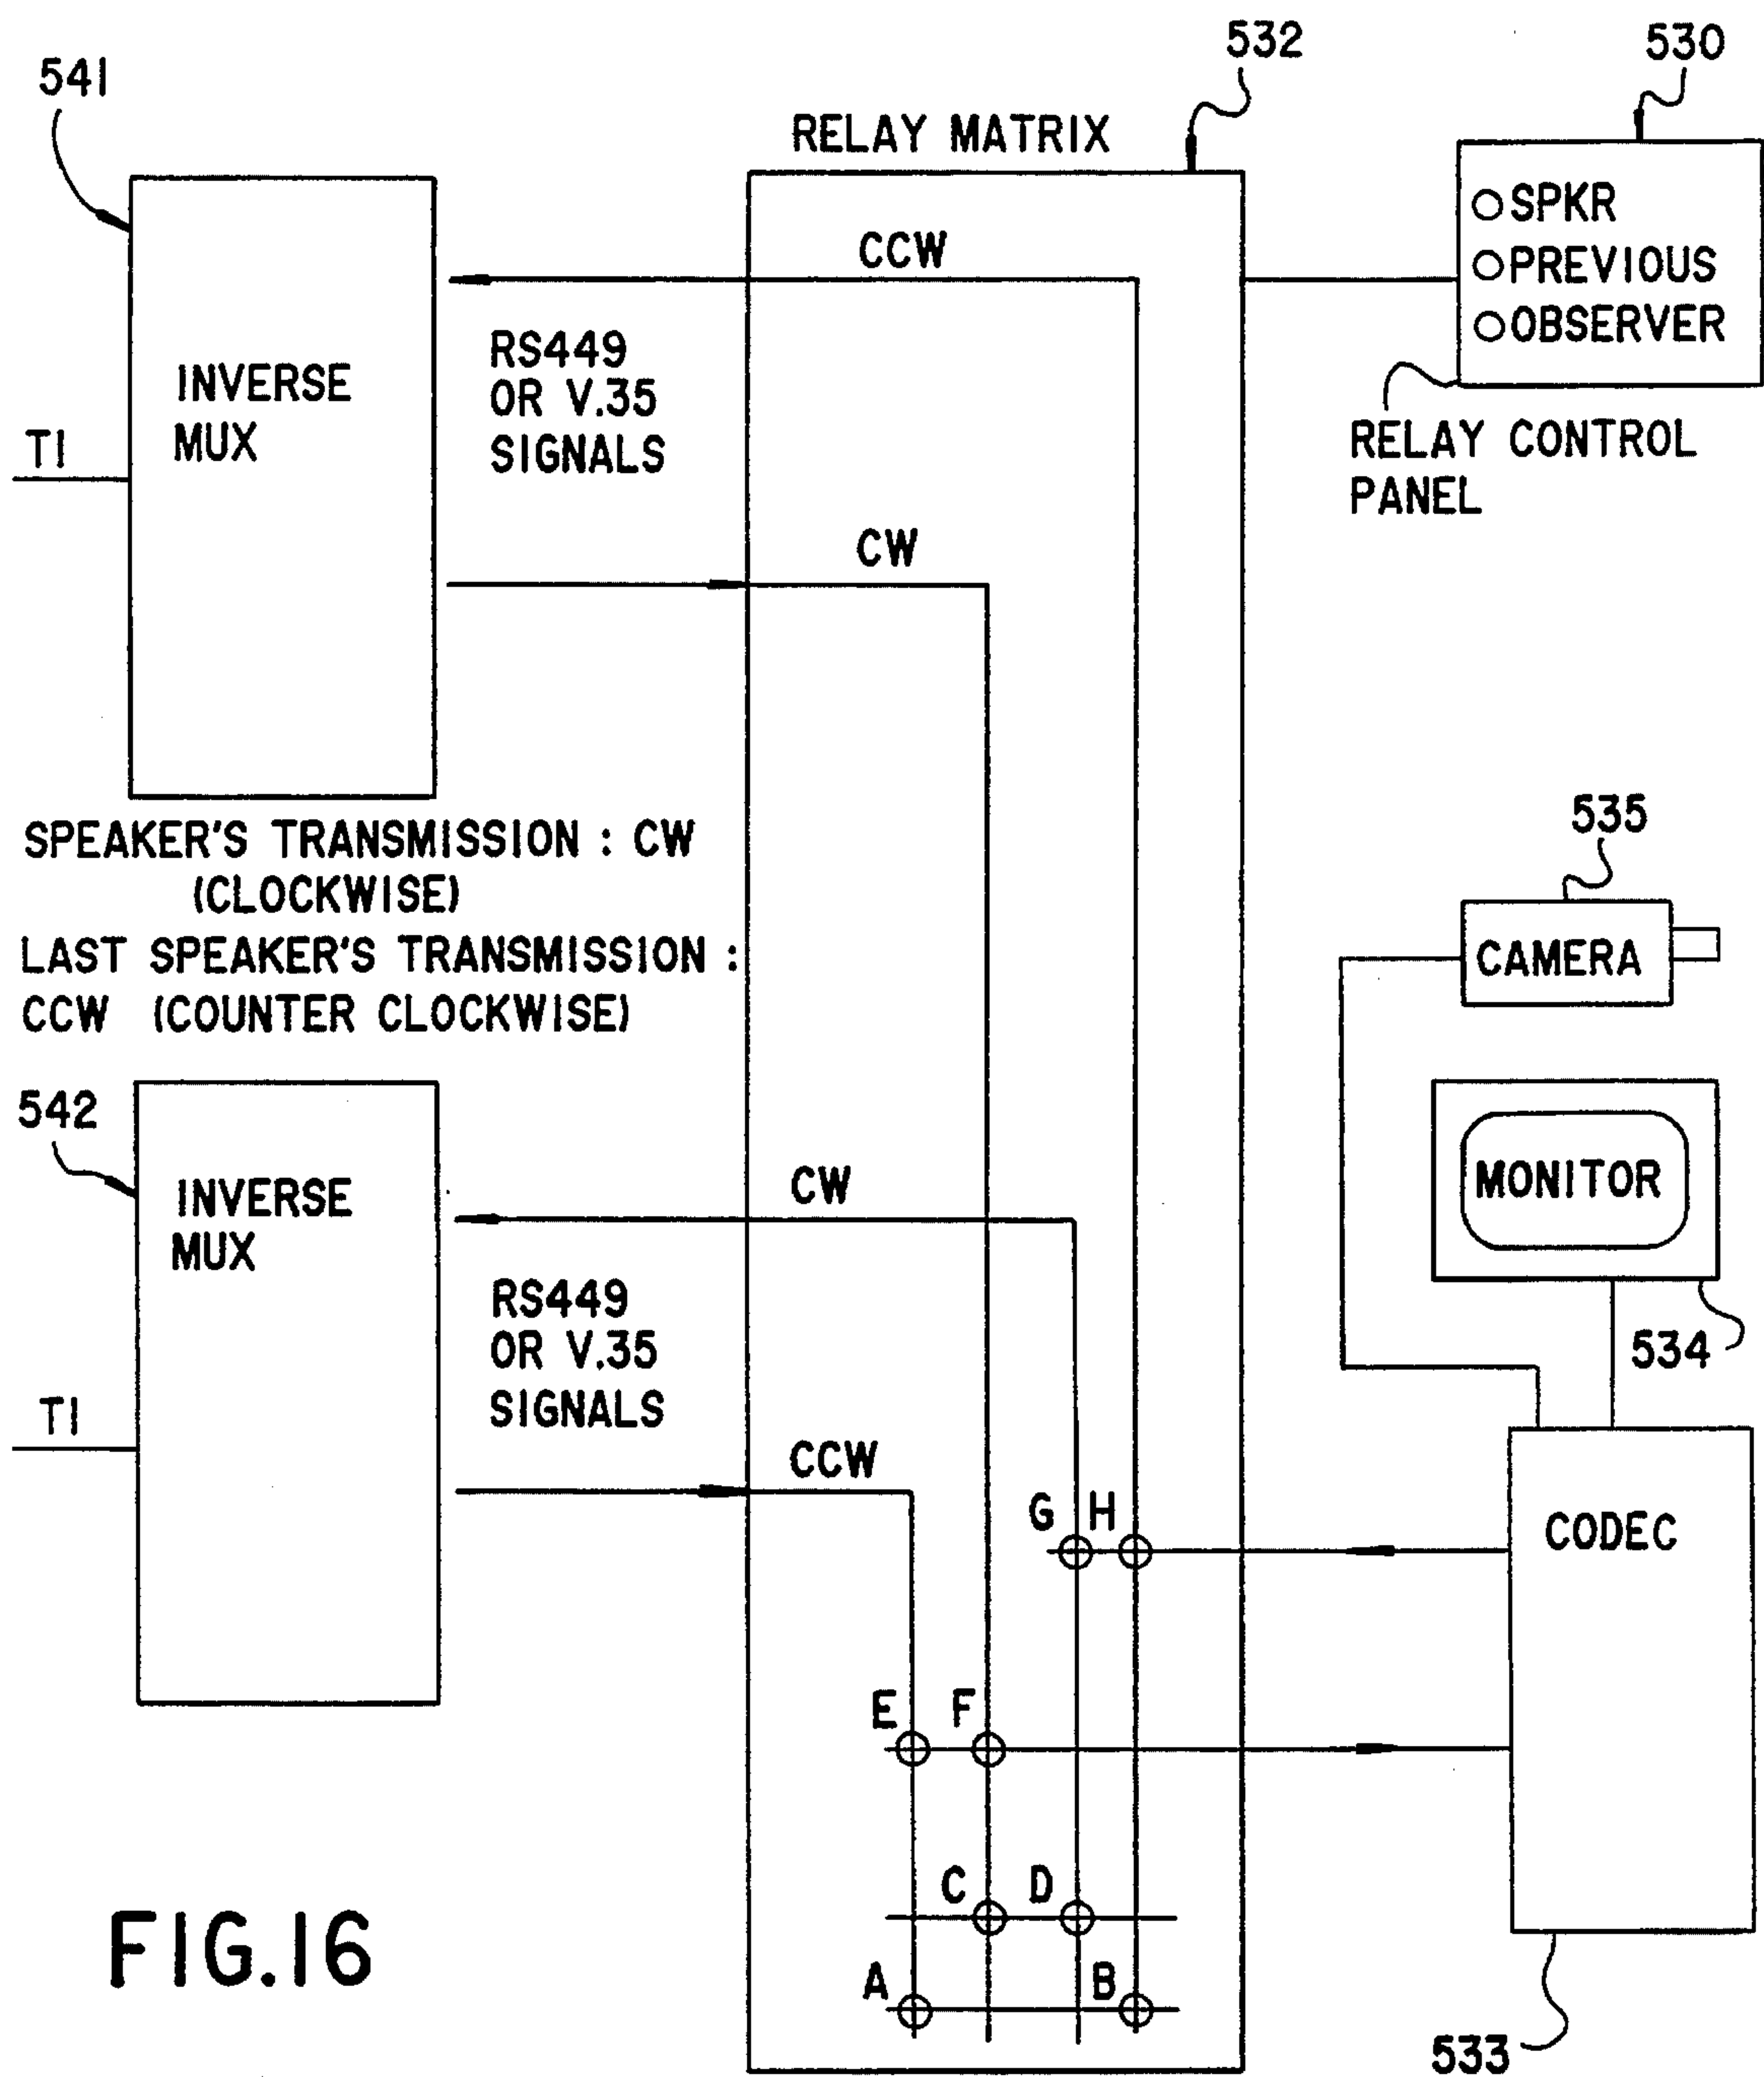 532
530
541
RELAY MATRIX
SPKR
PREVIOUS
OBSERVER
CCW
RS449
OR V.35
SIGNALS
INVERSE
MUX
T1
RELAY CONTROL
PANEL
CW
535
SPEAKER'S TRANSMISSION : CW
(CLOCKWISE)
LAST SPEAKER'S TRANSMISSION :
CCW (COUNTER CLOCKWISE)
CAMERA
542
INVERSE
MUX
CW
MONITOR
RS449
OR V.35
SIGNALS
534
T1
CCW
G H
CODEC
E F
C D
A B
FIG.16
533